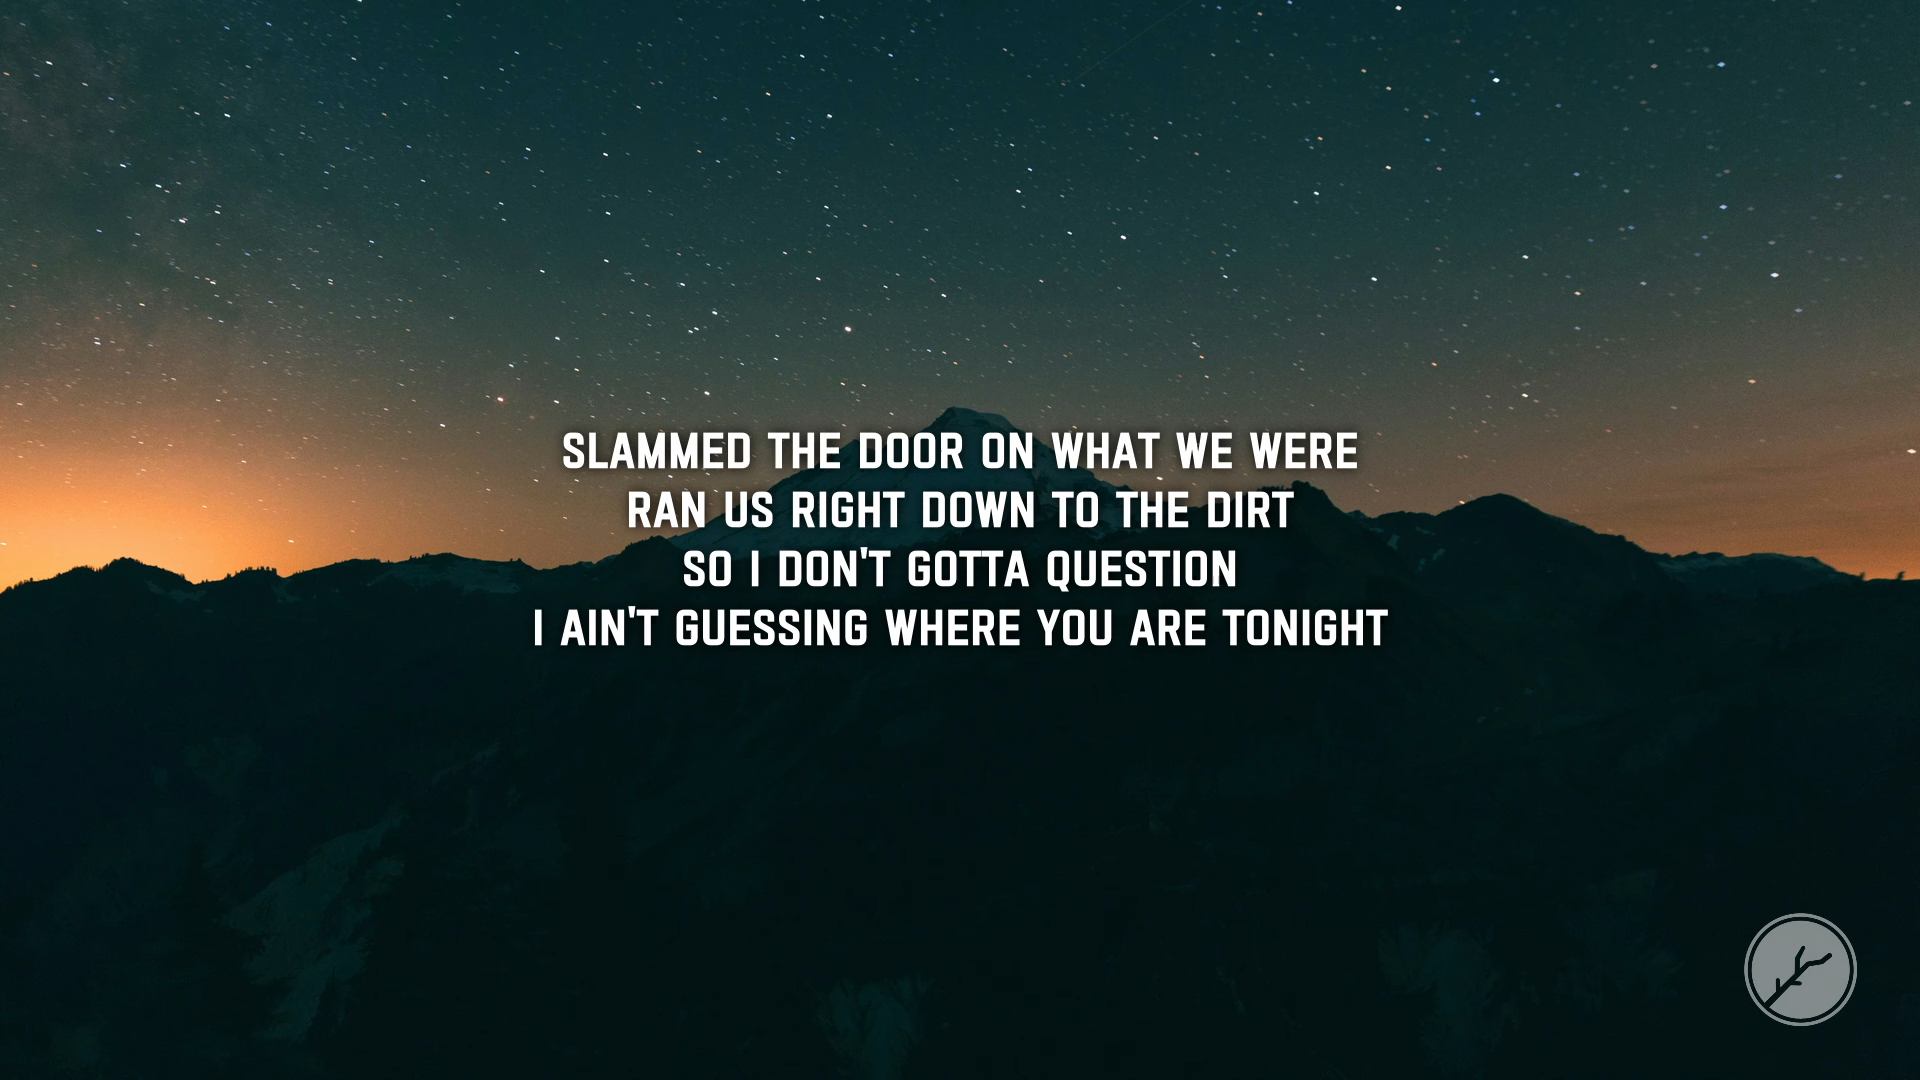 SLAMMED THE DOOR ON WHAT WE WERE
RAN US RIGHT DOWN TO THE DIRT
SO I DON'T GOTTA QUESTION
I AIN'T GUESSING WHERE YOU ARE TONIGHT